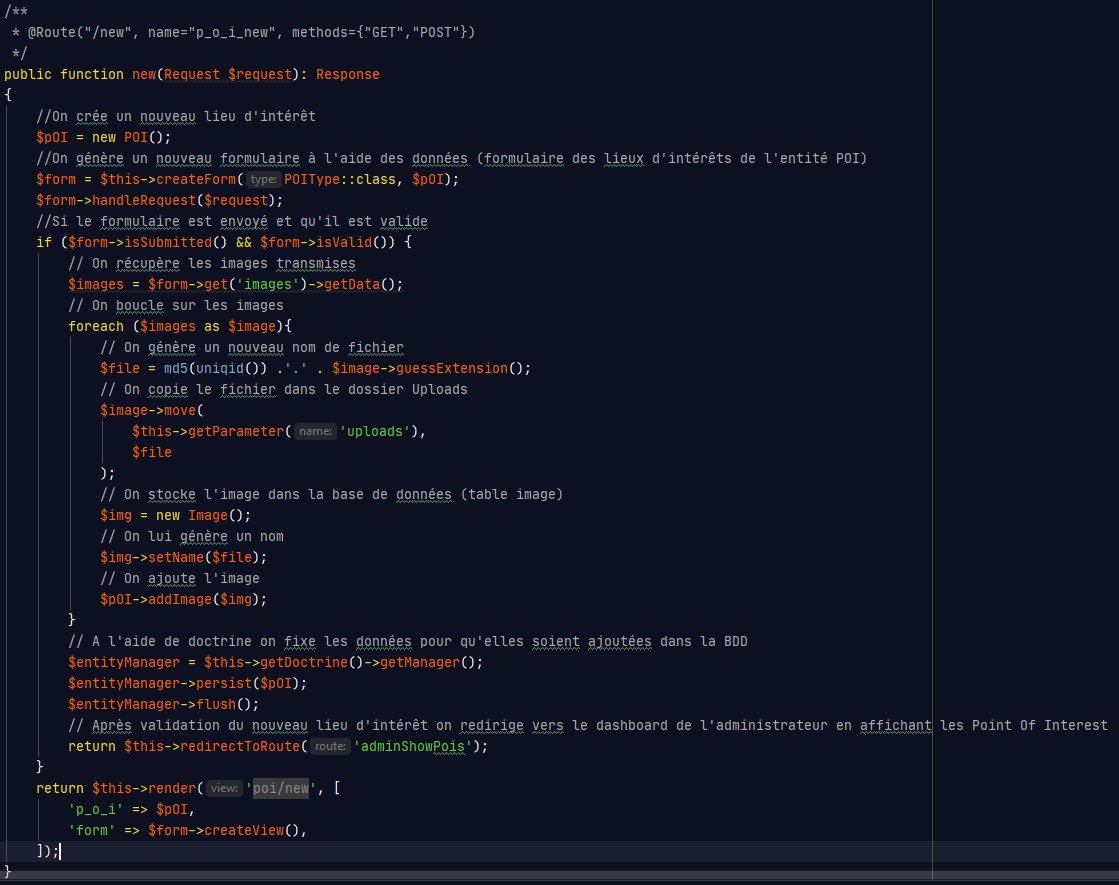 /**
 * @Route("/new", name="p_o_i_new", methods={"GET","POST"})
 */
public function new(Request $request): Response
{
    //On crée un nouveau lieu d'intérêt
    $pOI = new POI();
    //On génère un nouveau formulaire à l'aide des données (formulaire des lieux d'intérêts de l'entité POI)
    $form = $this->createForm( type: POIType::class, $pOI);
    $form->handleRequest($request);
    //Si le formulaire est envoyé et qu'il est valide
    if ($form->isSubmitted() && $form->isValid()) {
        // On récupère les images transmises
        $images = $form->get('images')->getData();
        // On boucle sur les images
        foreach ($images as $image){
            // On génère un nouveau nom de fichier
            $file = md5(uniqid()) .'.' . $image->guessExtension();
            // On copie le fichier dans le dossier Uploads
            $image->move(
                $this->getParameter( name: 'uploads'),
                $file
            );
            // On stocke l'image dans la base de données (table image)
            $img = new Image();
            // On lui génère un nom
            $img->setName($file);
            // On ajoute l'image
            $pOI->addImage($img);
        }
        // A l'aide de doctrine on fixe les données pour qu'elles soient ajoutées dans la BDD
        $entityManager = $this->getDoctrine()->getManager();
        $entityManager->persist($pOI);
        $entityManager->flush();
        // Après validation du nouveau lieu d'intérêt on redirige vers le dashboard de l'administrateur en affichant les Point Of Interest
        return $this->redirectToRoute( route: 'adminShowPois');
    }
    return $this->render( view: 'poi/new', [
        'p_o_i' => $pOI,
        'form' => $form->createView(),
    ]);
}